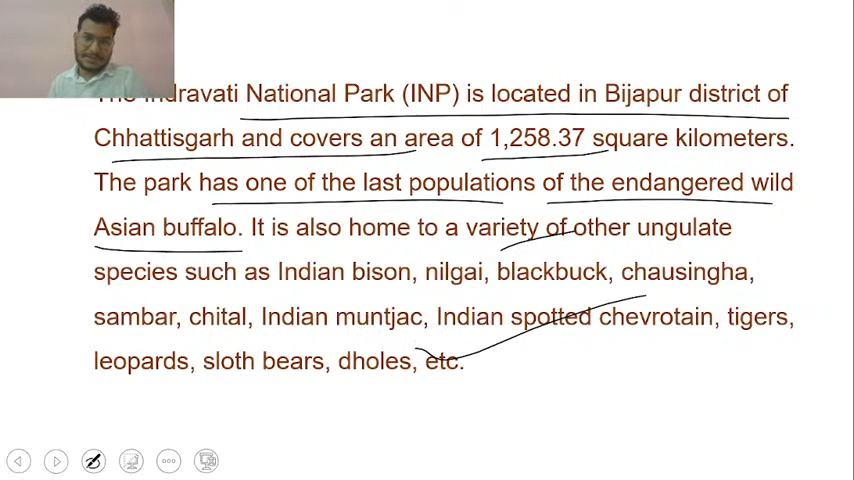 The Indravati National Park (INP) is located in Bijapur district of
Chhattisgarh and covers an area of 1,258.37 square kilometers.
The park has one of the last populations of the endangered wild
Asian buffalo. It is also home to a variety of other ungulate
species such as Indian bison, nilgai, blackbuck, chausingha,
sambar, chital, Indian muntjac, Indian spotted chevrotain, tigers,
leopards, sloth bears, dholes, etc.